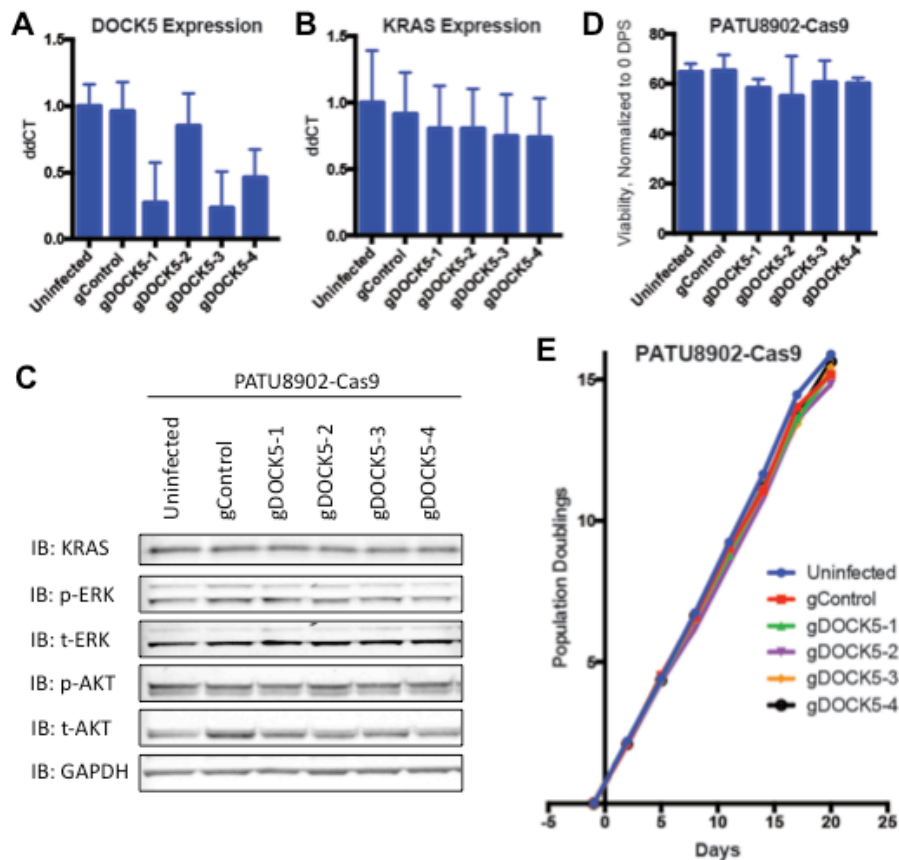 A
DOCK5 Expression
ddCT
1.0
0.5
0.0
Uninfected
gControl
gDOCK5-1
gDOCK5-2
gDOCK5-3
gDOCK5-4
B
KRAS Expression
ddCT
1.5
1.0
0.5
0.0
Uninfected
gControl
gDOCK5-1
gDOCK5-2
gDOCK5-3
gDOCK5-4
D
PATU8902-Cas9
Viability, Normalized to 0 DPS
80
60
40
20
0
Uninfected
gControl
gDOCK5-1
gDOCK5-2
gDOCK5-3
gDOCK5-4
C
PATU8902-Cas9
Uninfected
gControl
gDOCK5-1
gDOCK5-2
gDOCK5-3
gDOCK5-4
IB: KRAS
IB: p-ERK
IB: t-ERK
IB: p-AKT
IB: t-AKT
IB: GAPDH
E
PATU8902-Cas9
Population Doublings
15
10
5
Uninfected
gControl
gDOCK5-1
gDOCK5-2
gDOCK5-3
gDOCK5-4
-5 0 5 10 15 20 25
Days